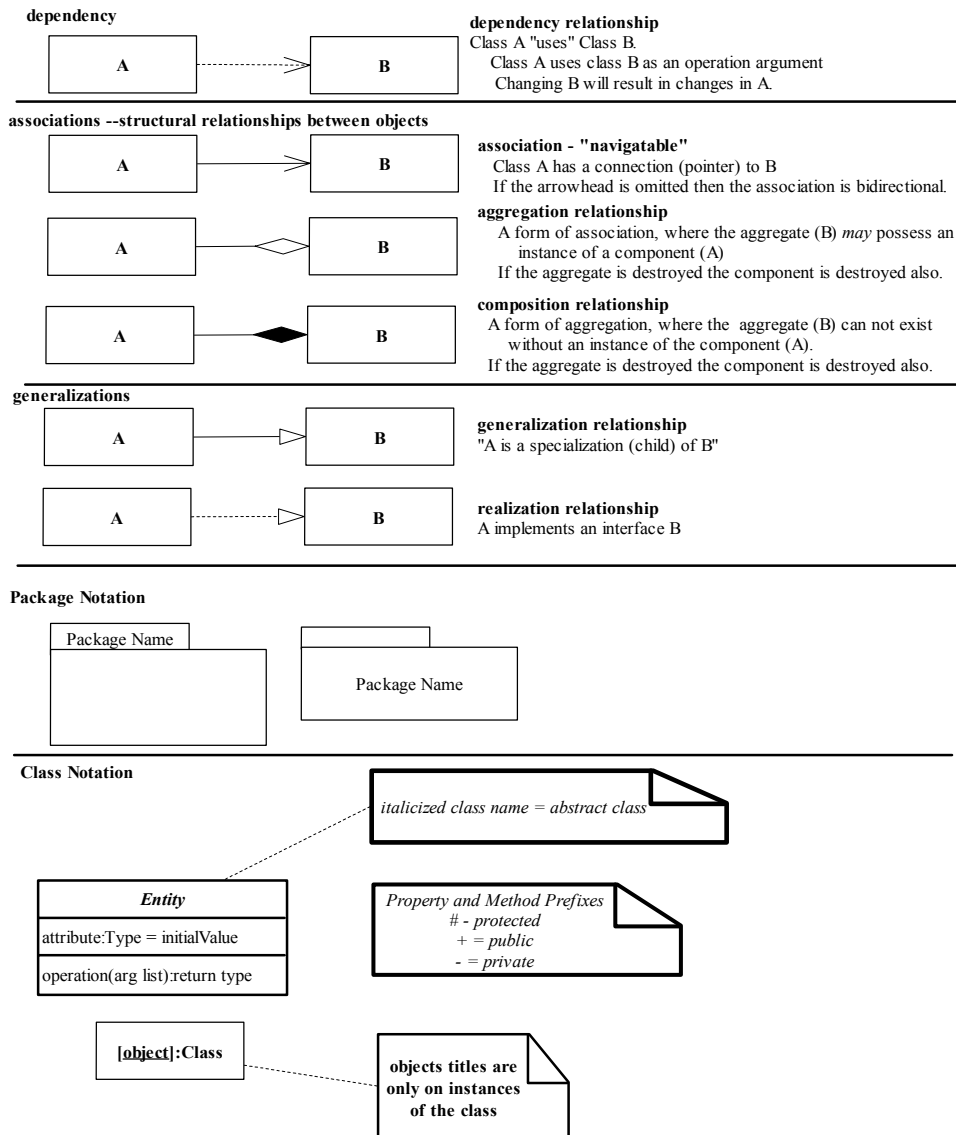 dependency
A
B
dependency relationship
Class A "uses" Class B.
Class A uses class B as an operation argument
Changing B will result in changes in A.
associations --structural relationships between objects
A
B
association - "navigatable"
Class A has a connection (pointer) to B
If the arrowhead is omitted then the association is bidirectional.
A
B
aggregation relationship
A form of association, where the aggregate (B) may possess an
instance of a component (A)
If the aggregate is destroyed the component is destroyed also.
A
B
composition relationship
A form of aggregation, where the aggregate (B) can not exist
without an instance of the component (A).
If the aggregate is destroyed the component is destroyed also.
generalizations
A
B
generalization relationship
"A is a specialization (child) of B"
A
B
realization relationship
A implements an interface B
Package Notation
Package Name
Package Name
Class Notation
italicized class name = abstract class
Entity
attribute:Type = initialValue
operation(arg list):return type
Property and Method Prefixes
# - protected
+ = public
- = private
[object]:Class
objects titles are
only on instances
of the class